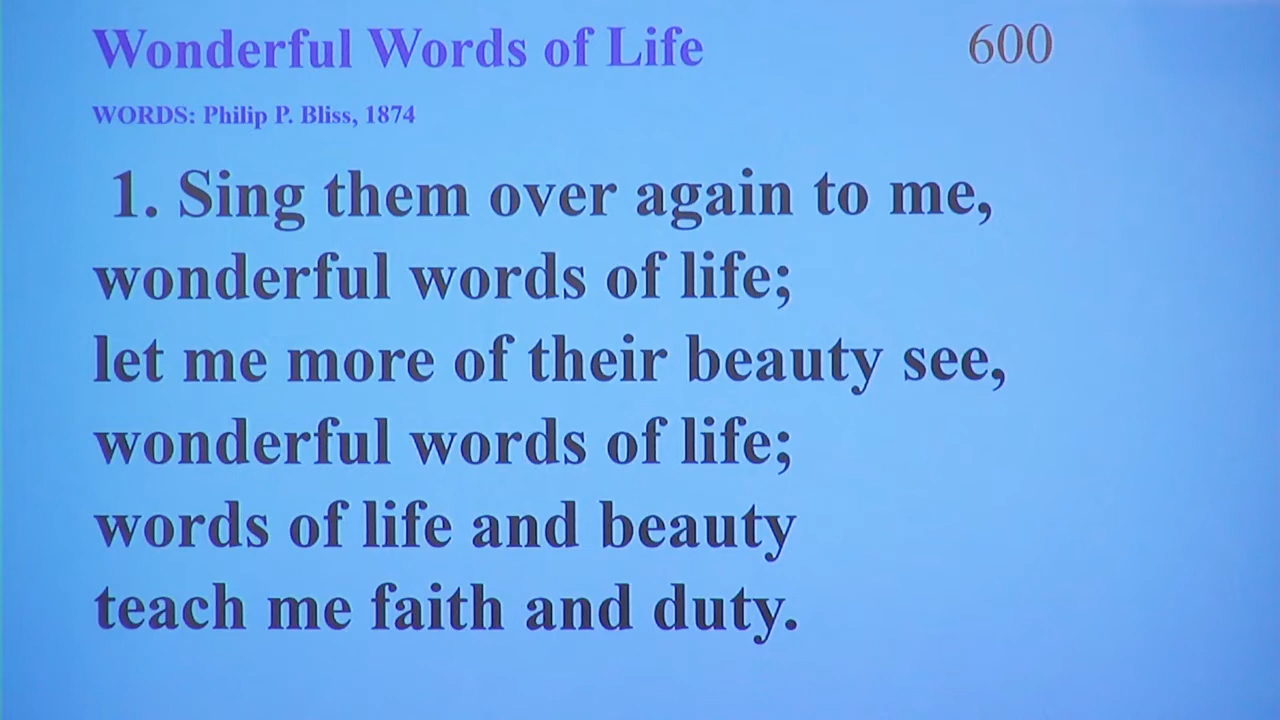 Wonderful Words of Life 600
WORDS: Philip P. Bliss, 1874
1. Sing them over again to me,
wonderful words of life;
let me more of their beauty see,
wonderful words of life;
words of life and beauty
teach me faith and duty.